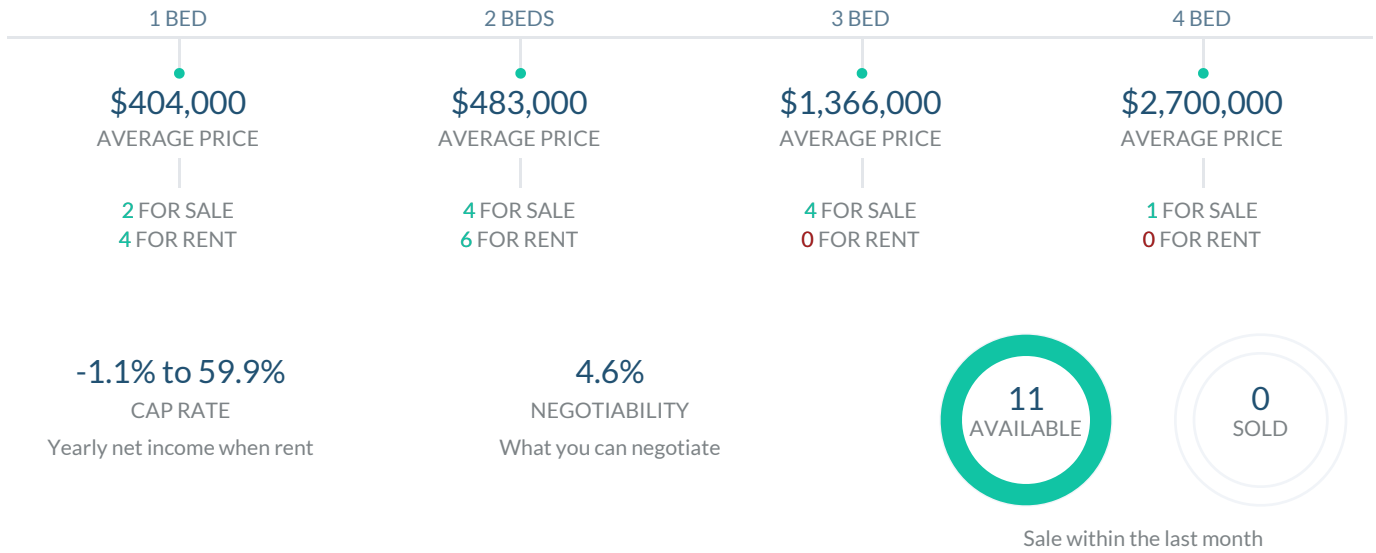 1 BED
2 BEDS
3 BED
4 BED
$404,000
$483,000
$1,366,000
$2,700,000
AVERAGE PRICE
AVERAGE PRICE
AVERAGE PRICE
AVERAGE PRICE
2 FOR SALE
4 FOR SALE
4 FOR SALE
1 FOR SALE
4 FOR RENT
6 FOR RENT
0 FOR RENT
0 FOR RENT
-1.1% to 59.9%
CAP RATE
Yearly net income when rent
4.6%
NEGOTIABILITY
What you can negotiate
11
AVAILABLE
0
SOLD
Sale within the last month